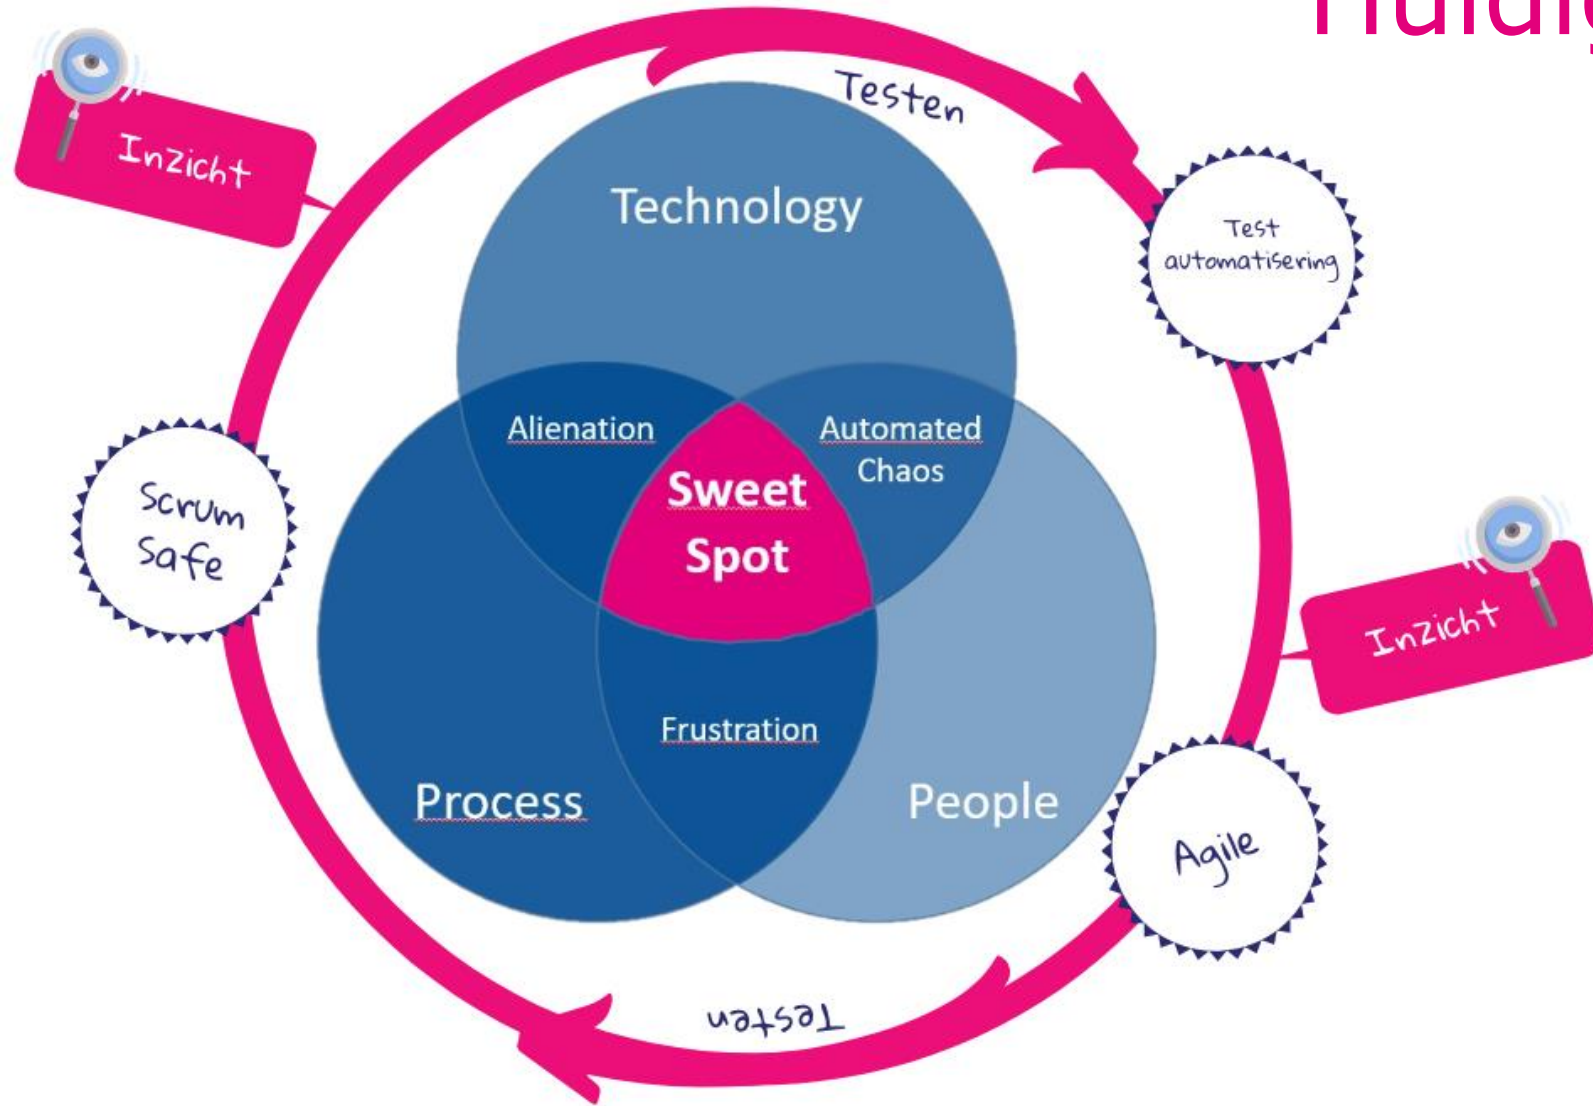 Testen
Inzicht
Technology
Test
automatisering
Alienation
Automated
Chaos
Sweet
Spot
Scrum
Safe
Inzicht
Frustration
Process
People
Agile
Testen